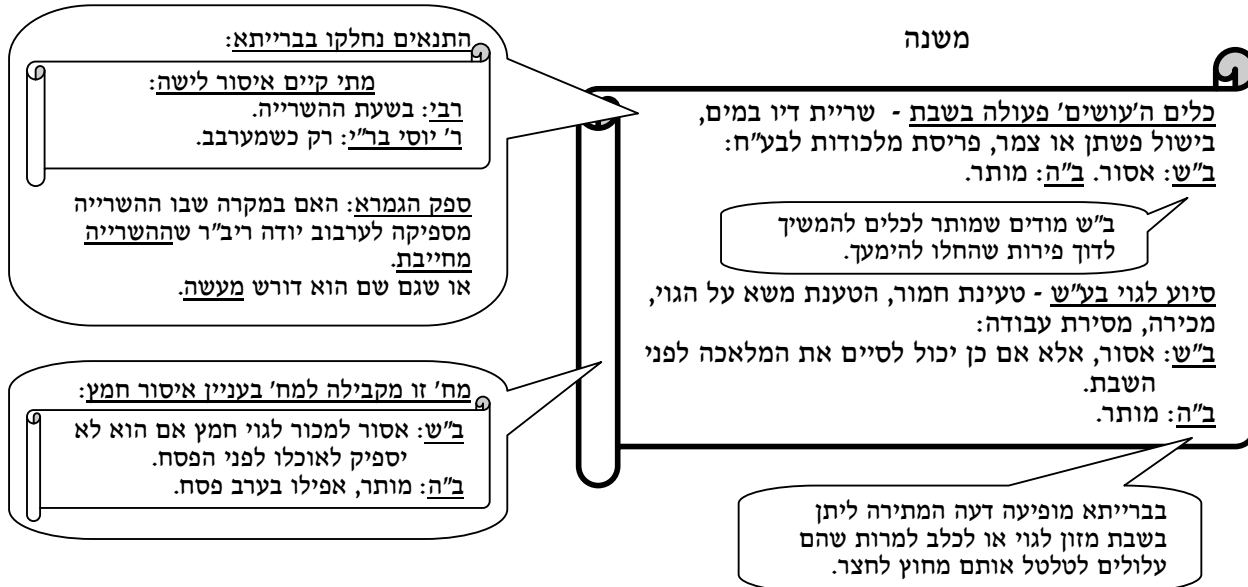 משנה
כלים ה'עושים' פעולה בשבת - שריית דיו במים,
בישול פשתן או צמר, פריסת מלכודות לבע"ח:
ב"ש: אסור. ב"ה: מותר.
ב"ש מודים שמותר לכלים להמשיך
לדוך פירות שהחלו להימעך.
סיוע לגוי בע"ש - טעינת חמור, הטענת משא על הגוי,
מכירה, מסירת עבודה:
ב"ש: אסור, אלא אם כן יכול לסיים את המלאכה לפני
השבת.
ב"ה: מותר.
בברייתא מופיעה דעה המתירה ליתן
בשבת מזון לגוי או לכלב למרות שהם
עלולים לטלטל אותם מחוץ לחצר.
התנאים נחלקו בברייתא:
מתי קיים איסור לישה:
רבי: בשעת ההשרייה.
ר' יוסי בר"י: רק כשמערבב.
ספק הגמרא: האם במקרה שבו ההשרייה
מספיקה לערבוב יודה ריב"ר שההשרייה
מחייבת.
או שגם שם הוא דורש מעשה.
מח' זו מקבילה למח' בעניין איסור חמץ:
ב"ש: אסור למכור לגוי חמץ אם הוא לא
יספיק לאוכלו לפני הפסח.
ב"ה: מותר, אפילו בערב פסח.